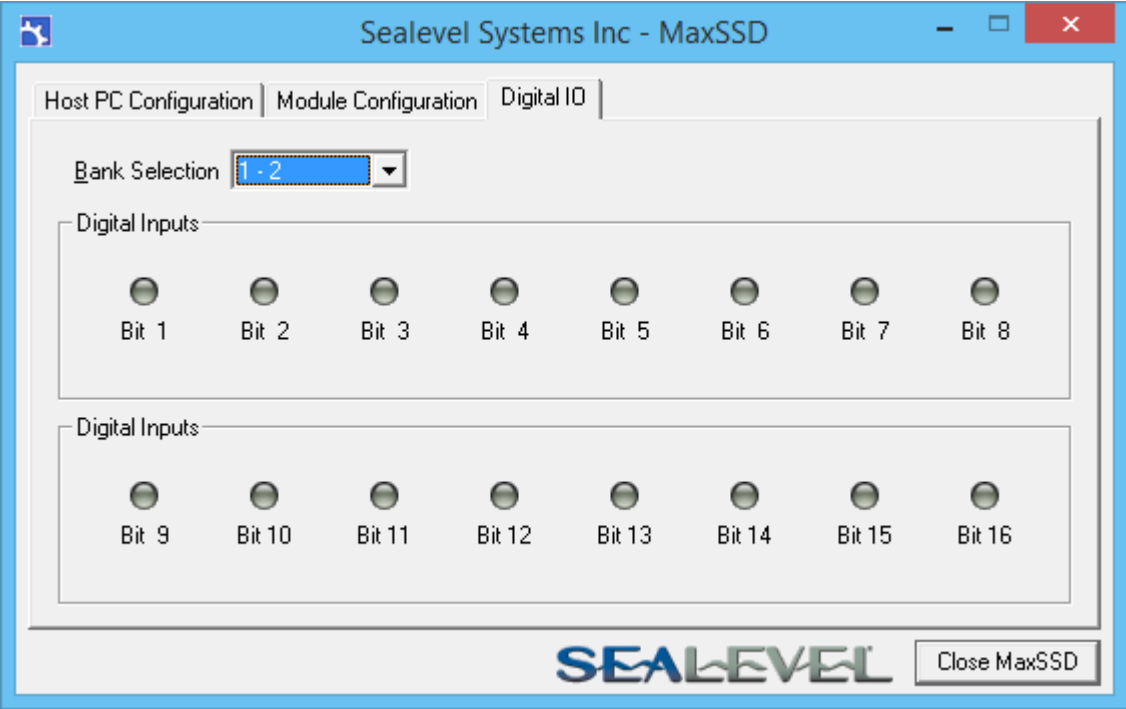 Sealevel Systems Inc - MaxSSD
Host PC Configuration Module Configuration Digital IO
Bank Selection 1 - 2
Digital Inputs
Bit 1 Bit 2 Bit 3 Bit 4 Bit 5 Bit 6 Bit 7 Bit 8
Digital Inputs
Bit 9 Bit 10 Bit 11 Bit 12 Bit 13 Bit 14 Bit 15 Bit 16
SEALEVEL Close MaxSSD